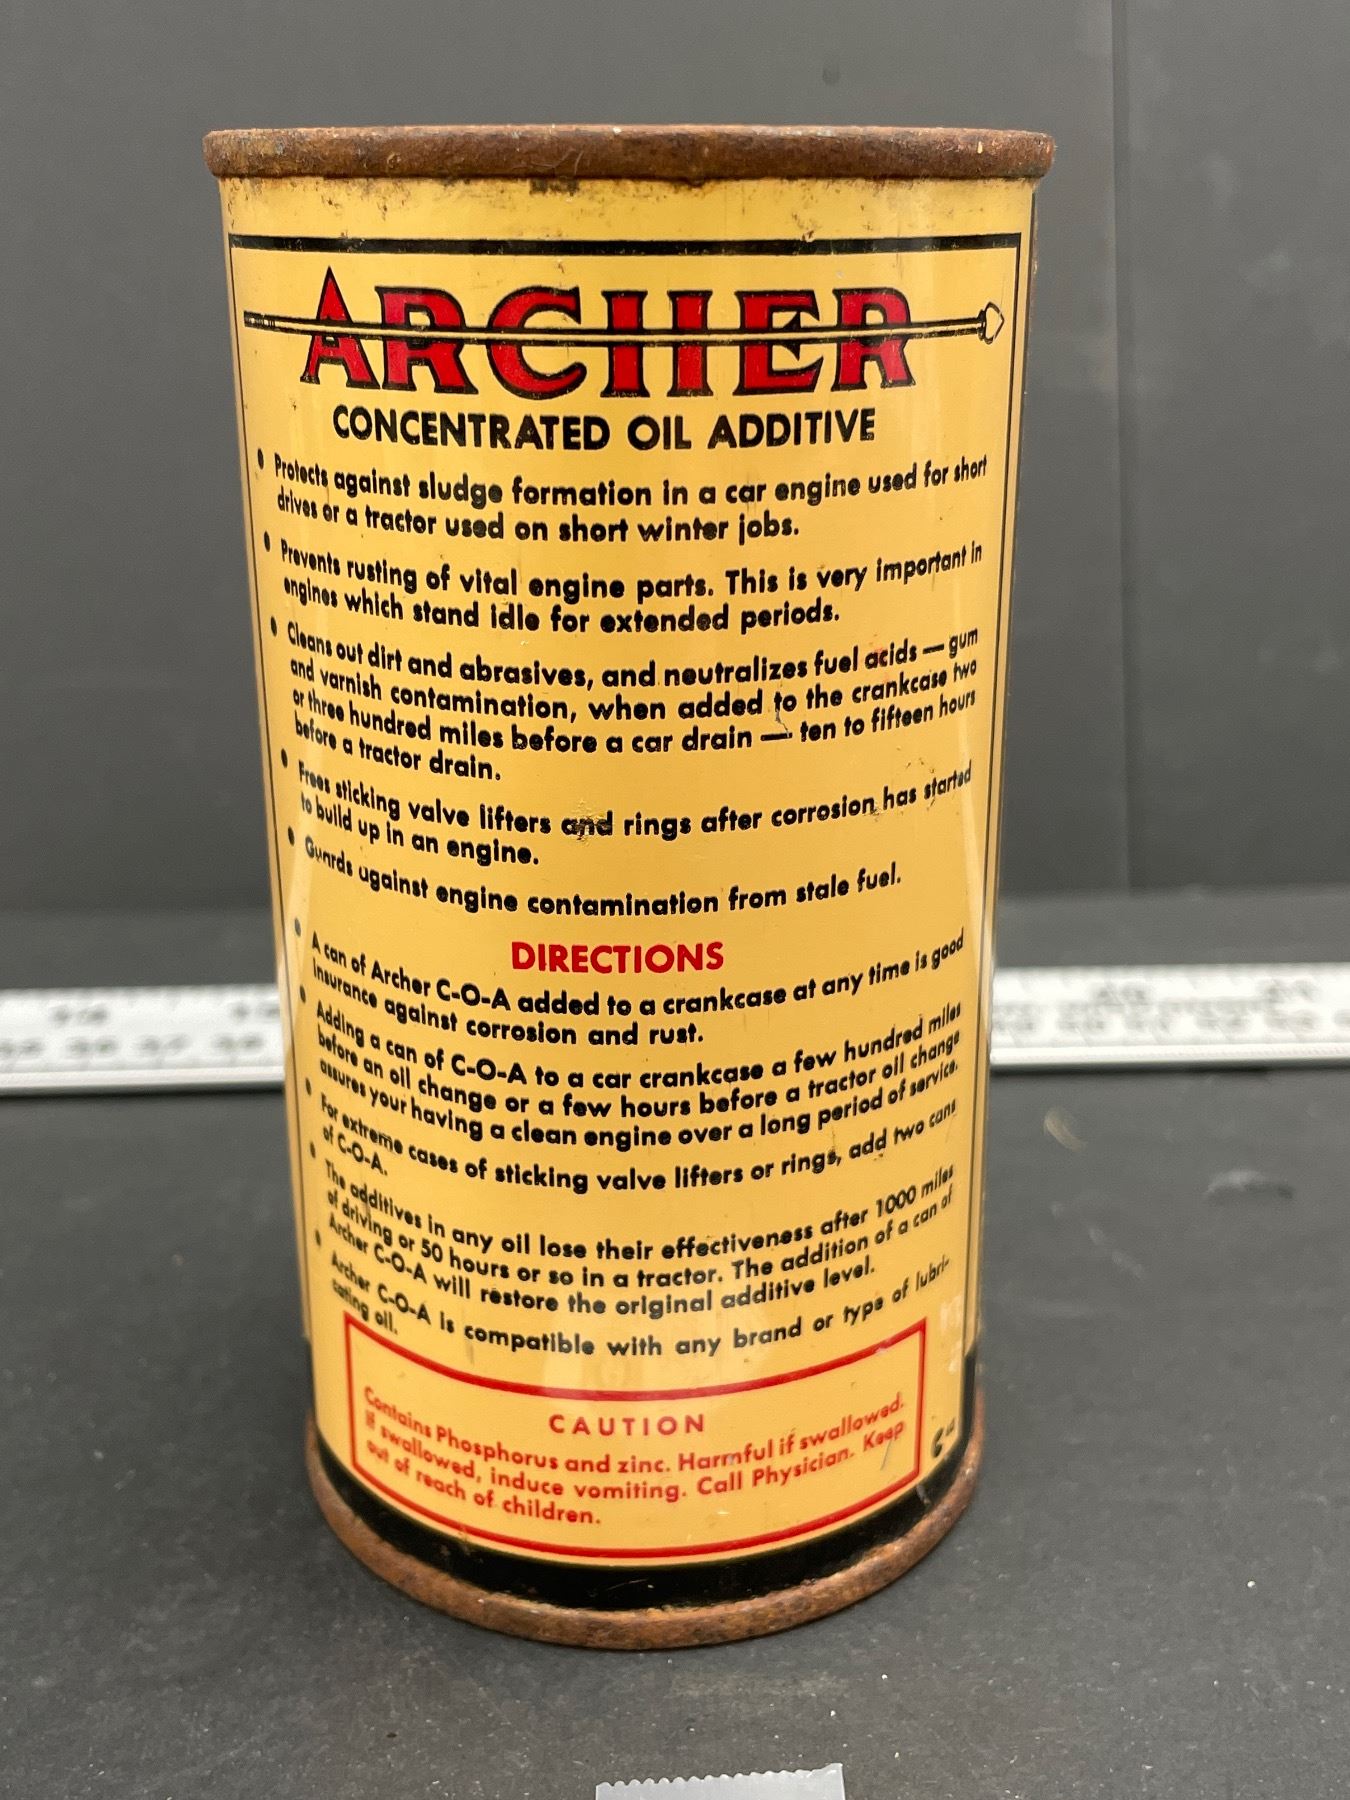 ARCHER
CONCENTRATED OIL ADDITIVE
• Protects against sludge formation in a car engine used for short
drives or a tractor used on short winter jobs.
• Prevents rusting of vital engine parts. This is very important in
engines which stand idle for extended periods.
• Cleans out dirt and abrasives, and neutralizes fuel acids — gum
and varnish contamination, when added to the crankcase two
or three hundred miles before a car drain — ten to fifteen hours
before a tractor drain.
• Frees sticking valve lifters and rings after corrosion has started
to build up in an engine.
• Guards against engine contamination from stale fuel.
DIRECTIONS
• A can of Archer C-O-A added to a crankcase at any time is good
insurance against corrosion and rust.
• Adding a can of C-O-A to a car crankcase a few hundred miles
before an oil change or a few hours before a tractor oil change
assures your having a clean engine over a long period of service.
• For extreme cases of sticking valve lifters or rings, add two cans
of C-O-A.
• The additives in any oil lose their effectiveness after 1000 miles
of driving or 50 hours or so in a tractor. The addition of a can of
Archer C-O-A will restore the original additive level.
• Archer C-O-A is compatible with any brand or type of lubri-
cating oil.
CAUTION
Contains Phosphorus and zinc. Harmful if swallowed.
If swallowed, induce vomiting. Call Physician. Keep
out of reach of children.